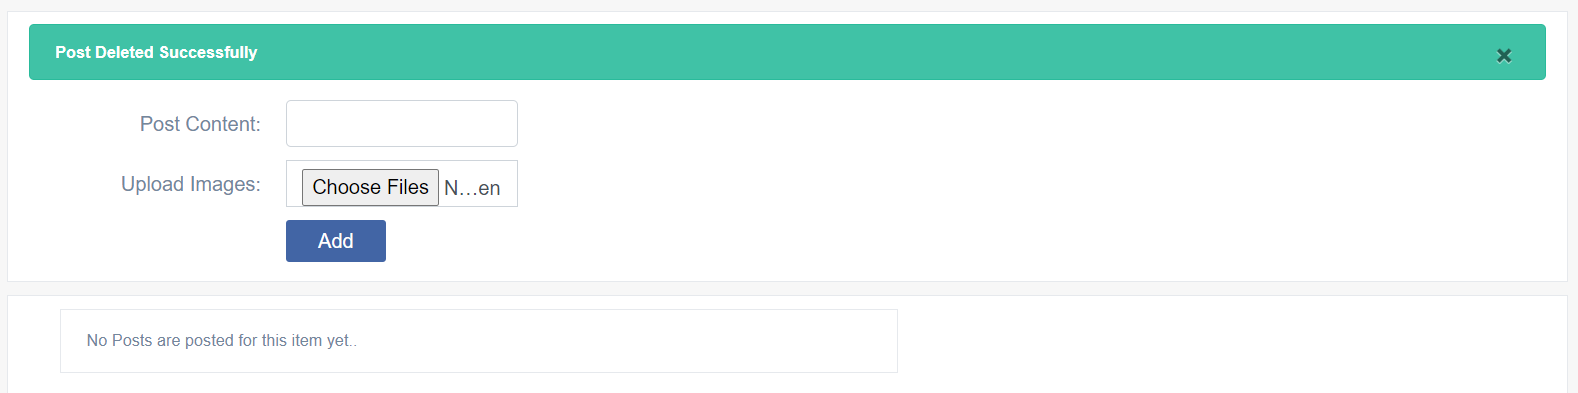 Post Deleted Successfully ×
Post Content:
Upload Images: Choose Files N...en
Add
No Posts are posted for this item yet..